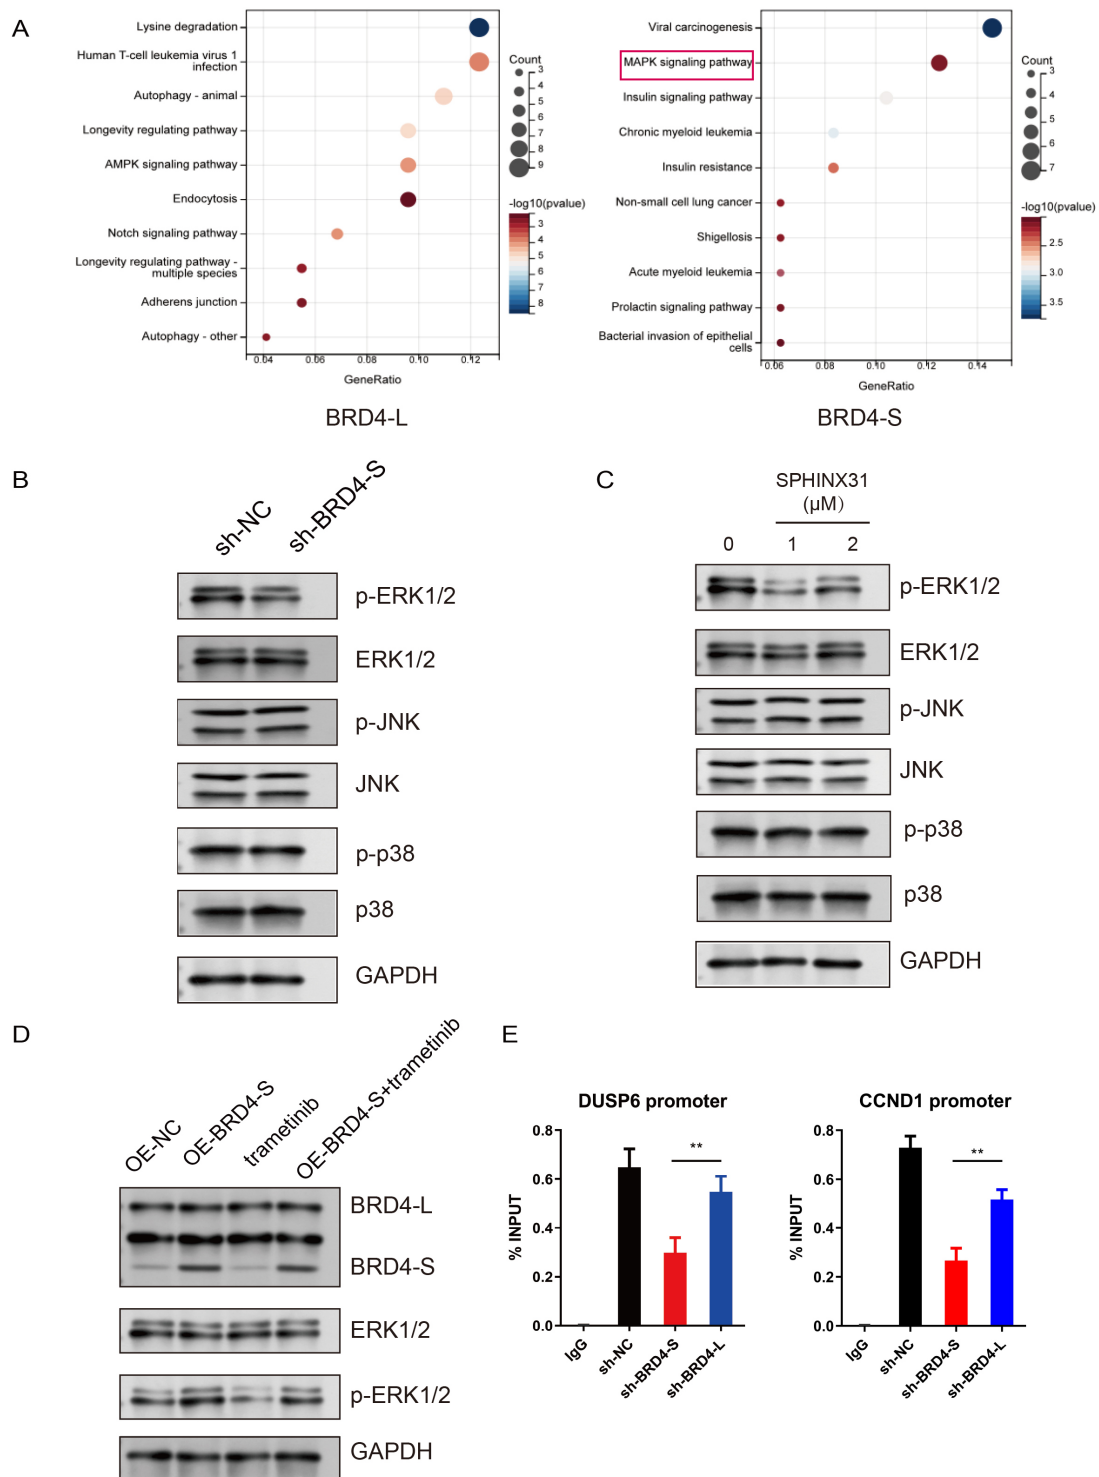 A
Lysine degradation
Human T-cell leukemia virus 1
infection
Autophagy - animal
Longevity regulating pathway
AMPK signaling pathway
Endocytosis
Notch signaling pathway
Longevity regulating pathway -
multiple species
Adherens junction
Autophagy - other
0.04 0.06 0.08 0.10 0.12
GeneRatio
Count
3
4
5
6
7
8
9
-log10(pvalue)
3
4
5
6
7
8
BRD4-L
Viral carcinogenesis
MAPK signaling pathway
Insulin signaling pathway
Chronic myeloid leukemia
Insulin resistance
Non-small cell lung cancer
Shigellosis
Acute myeloid leukemia
Prolactin signaling pathway
Bacterial invasion of epithelial
cells
0.06 0.08 0.10 0.12 0.14
GeneRatio
Count
3
4
5
6
7
-log10(pvalue)
2.5
3.0
3.5
BRD4-S
B
sh-NC
sh-BRD4-S
p-ERK1/2
ERK1/2
p-JNK
JNK
p-p38
p38
GAPDH
C
SPHINX31
(μM）
0 1 2
p-ERK1/2
ERK1/2
p-JNK
JNK
p-p38
p38
GAPDH
D
OE-NC
OE-BRD4-S
trametinib
OE-BRD4-S+trametinib
BRD4-L
BRD4-S
ERK1/2
p-ERK1/2
GAPDH
E
DUSP6 promoter
% INPUT
0.8
0.6
0.4
0.2
0.0
**
IgG
sh-NC
sh-BRD4-S
sh-BRD4-L
CCND1 promoter
% INPUT
0.8
0.6
0.4
0.2
0.0
**
IgG
sh-NC
sh-BRD4-S
sh-BRD4-L